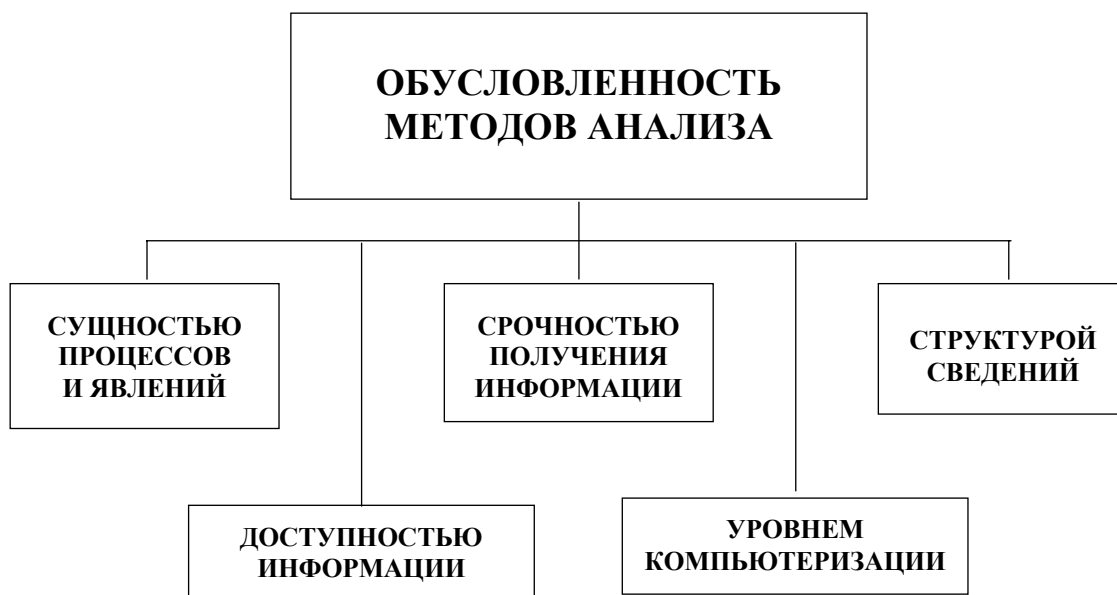 ОБУСЛОВЛЕННОСТЬ
МЕТОДОВ АНАЛИЗА
СУЩНОСТЬЮ
ПРОЦЕССОВ
И ЯВЛЕНИЙ
СРОЧНОСТЬЮ
ПОЛУЧЕНИЯ
ИНФОРМАЦИИ
СТРУКТУРОЙ
СВЕДЕНИЙ
ДОСТУПНОСТЬЮ
ИНФОРМАЦИИ
УРОВНЕМ
КОМПЬЮТЕРИЗАЦИИ